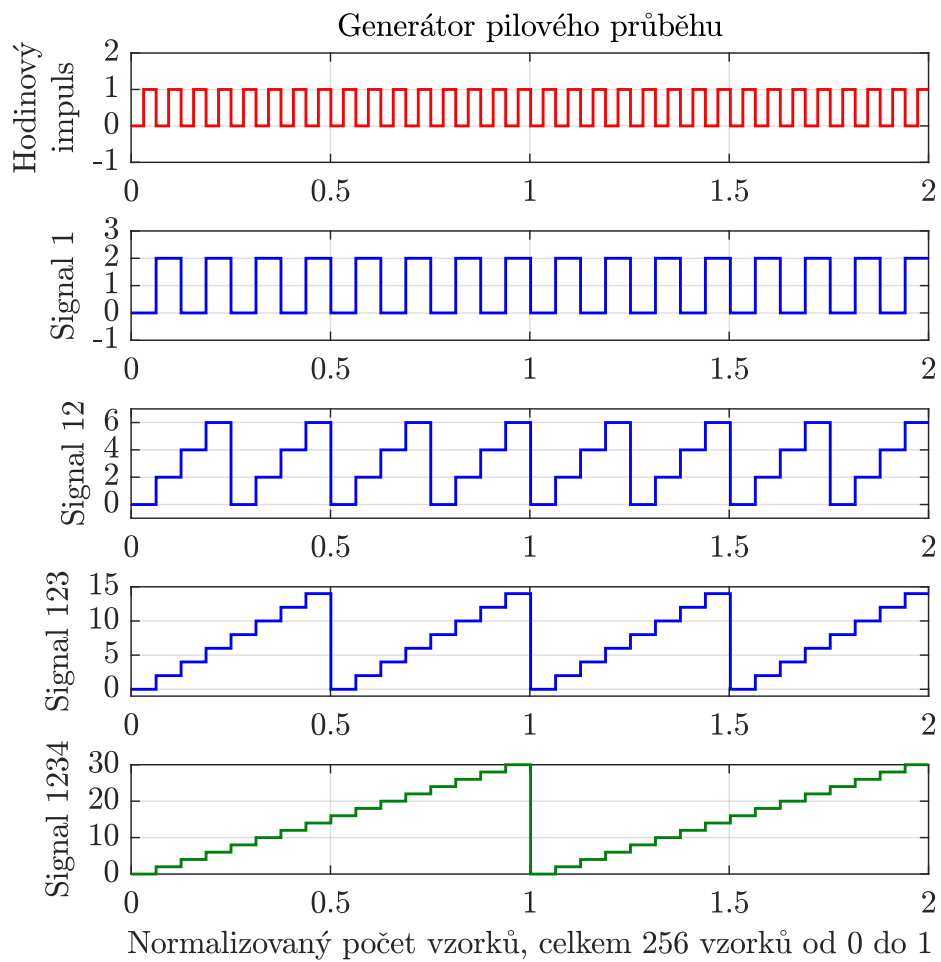 Generátor pilového průběhu
Hodinový
impuls
2
1
0
-1
0 0.5 1 1.5 2
Signal 1
3
2
1
0
-1
0 0.5 1 1.5 2
Signal 12
6
4
2
0
0 0.5 1 1.5 2
Signal 123
15
10
5
0
0 0.5 1 1.5 2
Signal 1234
30
20
10
0
0 0.5 1 1.5 2
Normalizovaný počet vzorků, celkem 256 vzorků od 0 do 1